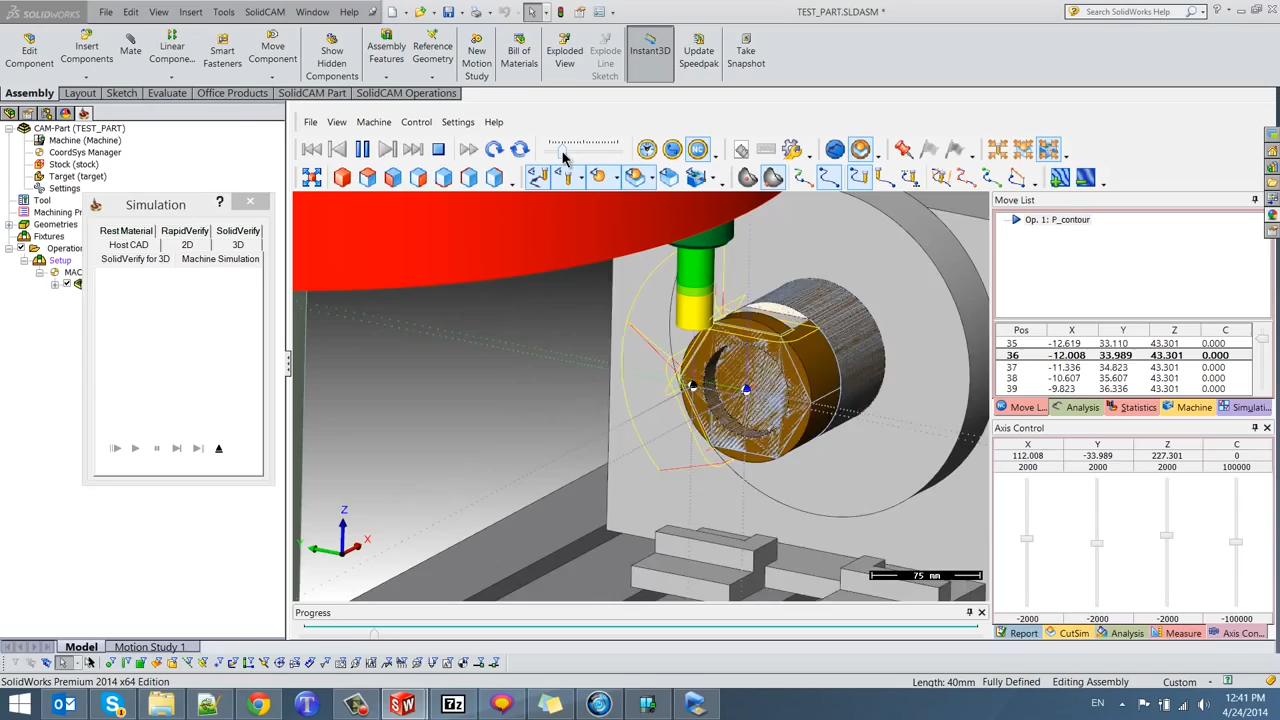 SOLIDWORKS File Edit View Insert Tools SolidCAM Window Help TEST_PART.SLDASM * Search SolidWorks Help
Edit Component
Insert Components
Mate
Linear Compone...
Smart Fasteners
Move Component
Show Hidden Components
Assembly Features
Reference Geometry
New Motion Study
Bill of Materials
Exploded View
Explode Line Sketch
Instant3D
Update Speedpak
Take Snapshot
Assembly Layout Sketch Evaluate Office Products SolidCAM Part SolidCAM Operations
File View Machine Control Settings Help
CAM-Part (TEST_PART)
Machine (Machine)
CoordSys Manager
Stock (stock)
Target (target)
Settings
Tool
Machining Pr
Geometries
Fixtures
Operation
Setup
MAC
Simulation ?
Rest Material RapidVerify SolidVerify
Host CAD 2D 3D
SolidVerify for 3D Machine Simulation
NC
Move List
Op. 1: P_contour
Pos X Y Z C
35 -12.619 33.110 43.301 0.000
36 -12.008 33.989 43.301 0.000
37 -11.336 34.823 43.301 0.000
38 -10.607 35.607 43.301 0.000
39 -9.823 36.336 43.301 0.000
Move L... Analysis Statistics Machine Simulati...
Axis Control
X Y Z C
112.008 -33.989 227.301 0
2000 2000 2000 100000
-2000 -2000 -2000 -100000
Report CutSim Analysis Measure Axis Con...
Z
X
Y
75 mm
Progress
Model Motion Study 1
SolidWorks Premium 2014 x64 Edition Length: 40mm Fully Defined Editing Assembly Custom
EN 12:41 PM
4/24/2014